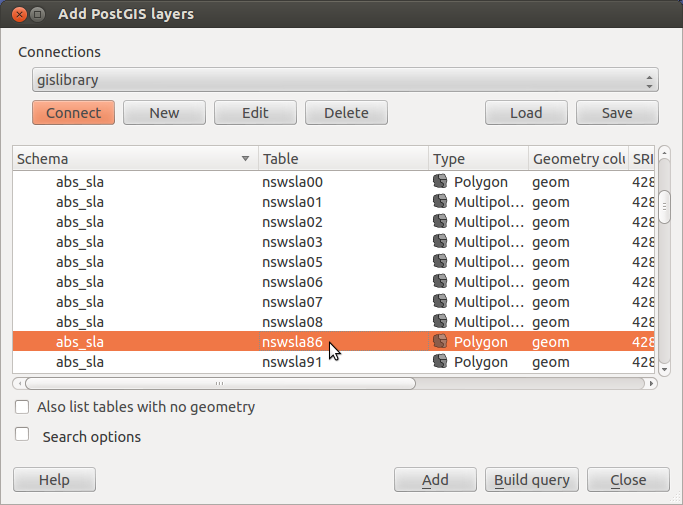 Add PostGIS layers
Connections
gislibrary
Connect New Edit Delete Load Save
Schema Table Type Geometry colu SRI
abs_sla nswsla00 Polygon geom 428
abs_sla nswsla01 Multipol... geom 428
abs_sla nswsla02 Multipol... geom 428
abs_sla nswsla03 Multipol... geom 428
abs_sla nswsla05 Multipol... geom 428
abs_sla nswsla06 Multipol... geom 428
abs_sla nswsla07 Multipol... geom 428
abs_sla nswsla08 Multipol... geom 428
abs_sla nswsla86 Polygon geom 428
abs_sla nswsla91 Polygon geom 428
Also list tables with no geometry
Search options
Help Add Build query Close